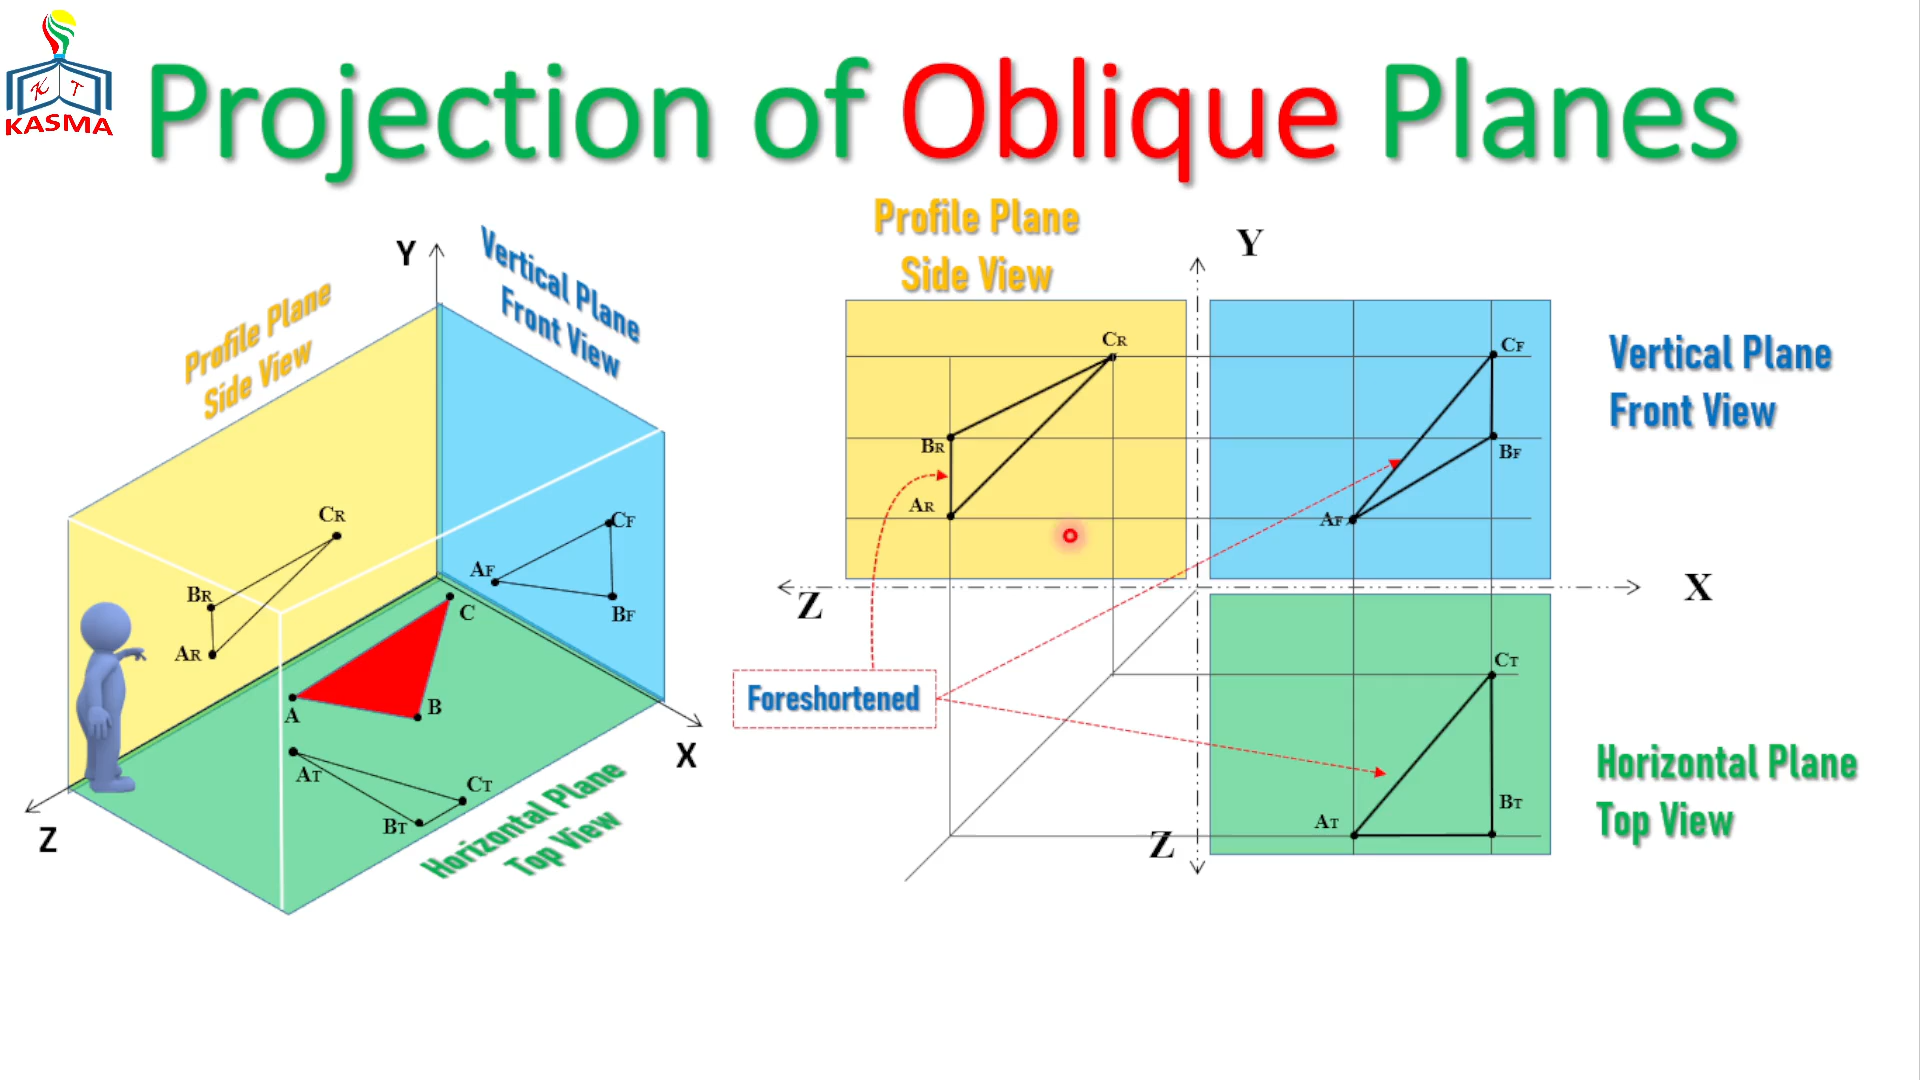 K T
KASMA
Projection of Oblique Planes
Profile Plane
Side View
Y
Vertical Plane
Front View
CR
BR
AR
AF
CF
BF
C
A
B
AT
CT
BT
X
Z
Horizontal Plane
Top View
Profile Plane
Side View
Y
CR
BR
AR
CF
BF
AF
Vertical Plane
Front View
Z
X
Foreshortened
CT
BT
AT
Z
Horizontal Plane
Top View